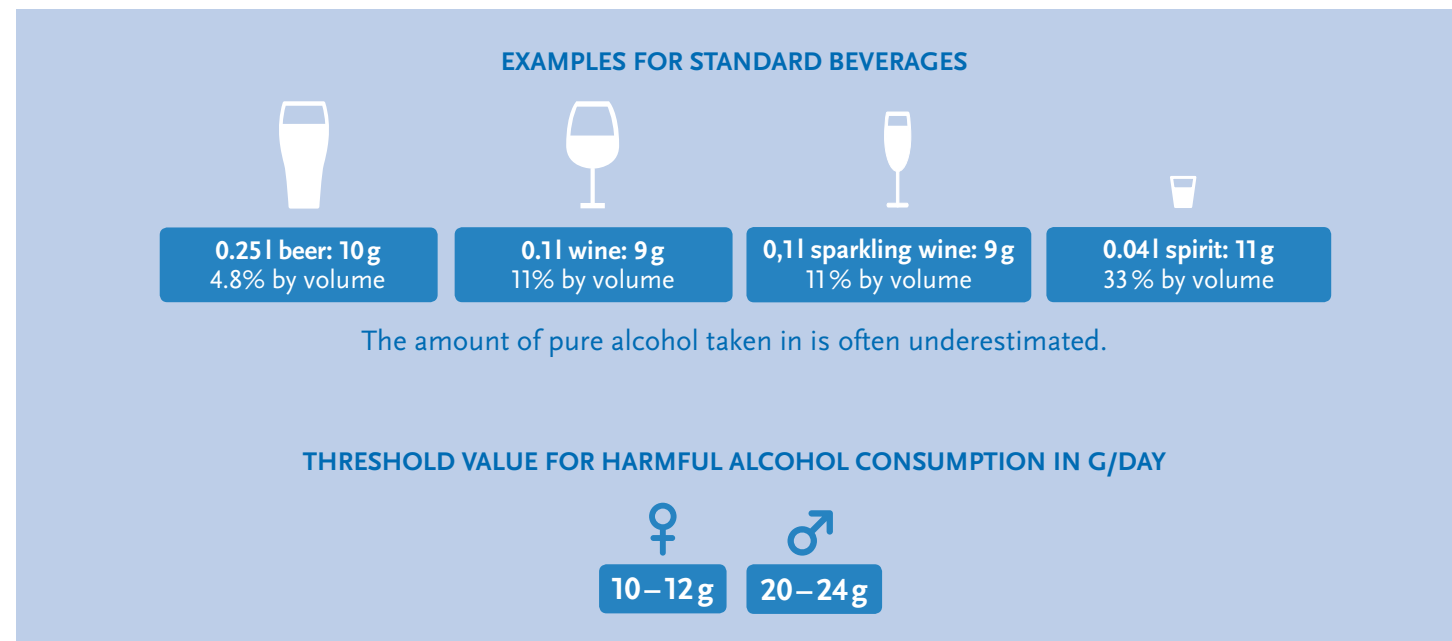 EXAMPLES FOR STANDARD BEVERAGES
0.25 l beer: 10 g
4.8% by volume
0.1 l wine: 9 g
11% by volume
0,1 l sparkling wine: 9 g
11 % by volume
0.04 l spirit: 11 g
33 % by volume
The amount of pure alcohol taken in is often underestimated.
THRESHOLD VALUE FOR HARMFUL ALCOHOL CONSUMPTION IN G/DAY
10 – 12 g
20 – 24 g